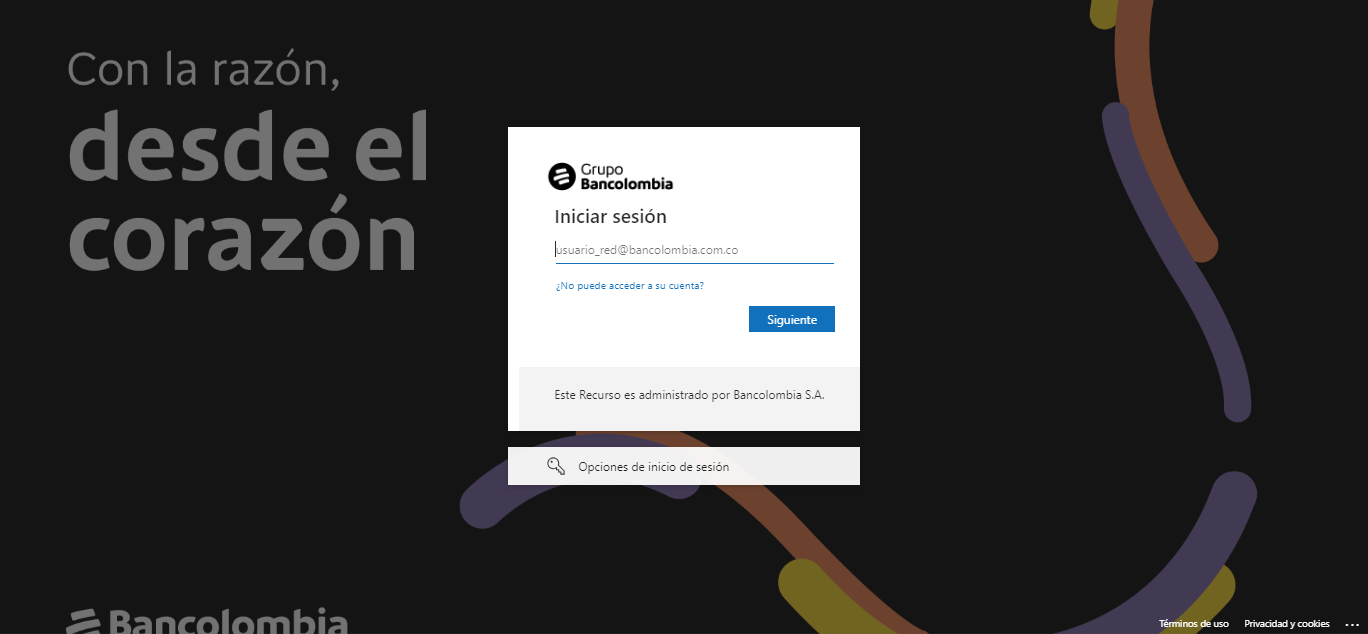 Con la razón,
desde el
corazón
Grupo
Bancolombia
Iniciar sesión
usuario_red@bancolombia.com.co
¿No puede acceder a su cuenta?
Siguiente
Este Recurso es administrado por Bancolombia S.A.
Opciones de inicio de sesión
Bancolombia
Términos de uso
Privacidad y cookies
...